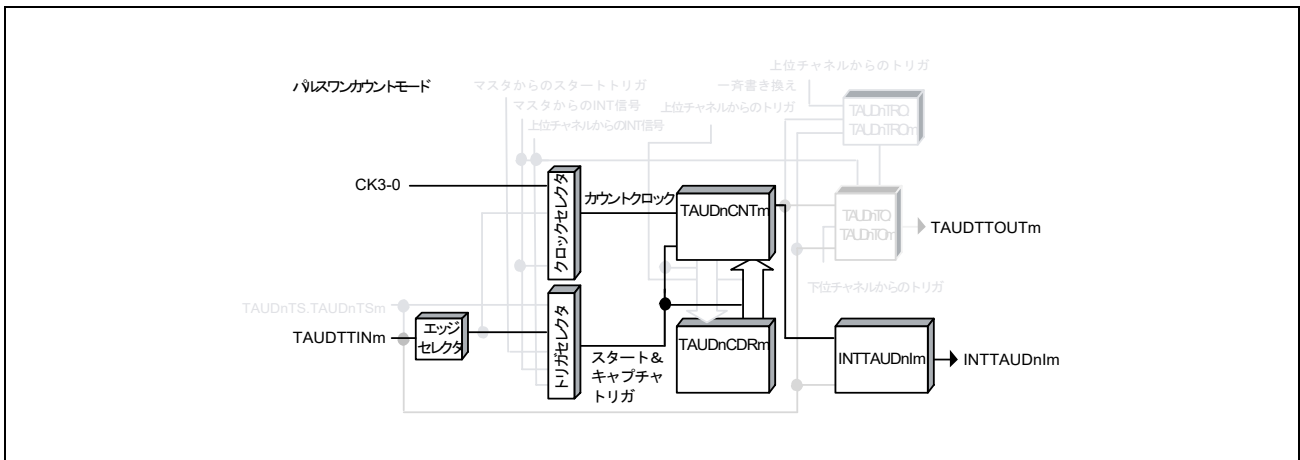 上位チャネルからのトリガ
パルスワンカウントモード
マスタからのスタートトリガ
一斉書き換え
マスタからのINT信号
上位チャネルからのトリガ
上位チャネルからのINT信号
TAUDnTRO
TAUDnTROm
CK3-0
クロックセレクタ
カウントクロック
TAUDnCNTm
TAUDnTO
TAUDnTOm
TAUDTTOUTm
下位チャネルからのトリガ
TAUDnTS.TAUDnTSm
TAUDTTINm
エッジ
セレクタ
トリガセレクタ
スタート&
キャプチャ
トリガ
TAUDnCDRm
INTTAUDnIm
INTTAUDnIm